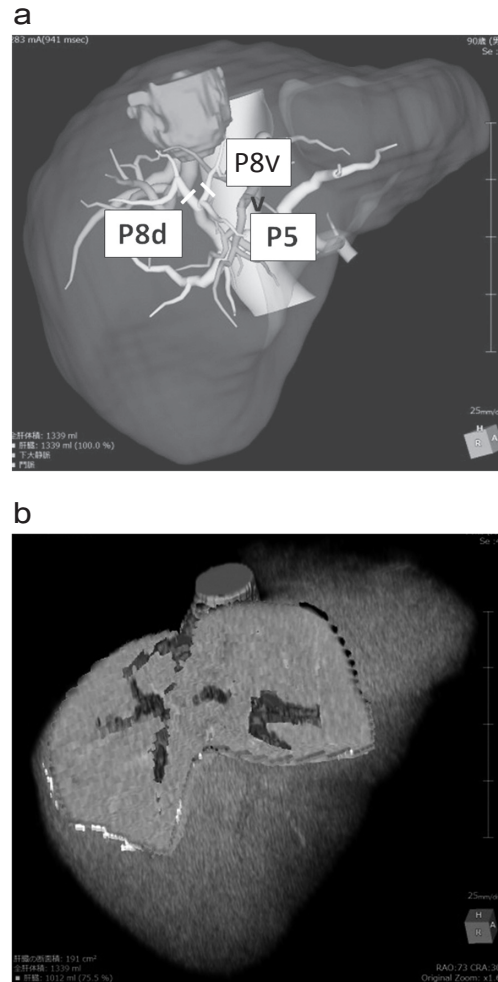 a
83 mA(941 msec)
90歳 (男
Se :
P8v
v
P8d
P5
25mm/
全肝体積: 1339 ml
■ 肝臓: 1339 ml (100.0 %)
■ 下大静脈
■ 門脈
H
R
A
b
Se :
25mm/
H
A
R
肝臓の断面積: 191 cm²
全肝体積: 1339 ml
■ 肝臓: 1012 ml (75.5 %)
RAO:73 CRA:3
Original Zoom: x1